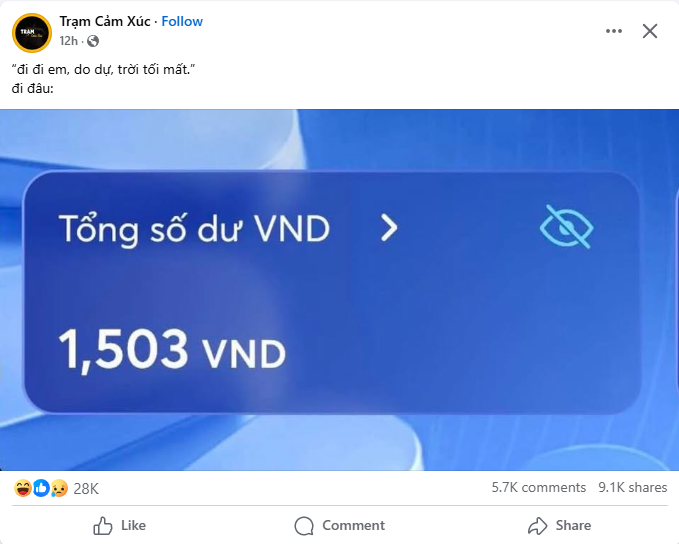 Trạm Cảm Xúc · Follow
12h ·
“đi đi em, do dự, trời tối mất.”
đi đâu:
Tổng số dư VND
1,503 VND
28K
5.7K comments 9.1K shares
Like Comment Share